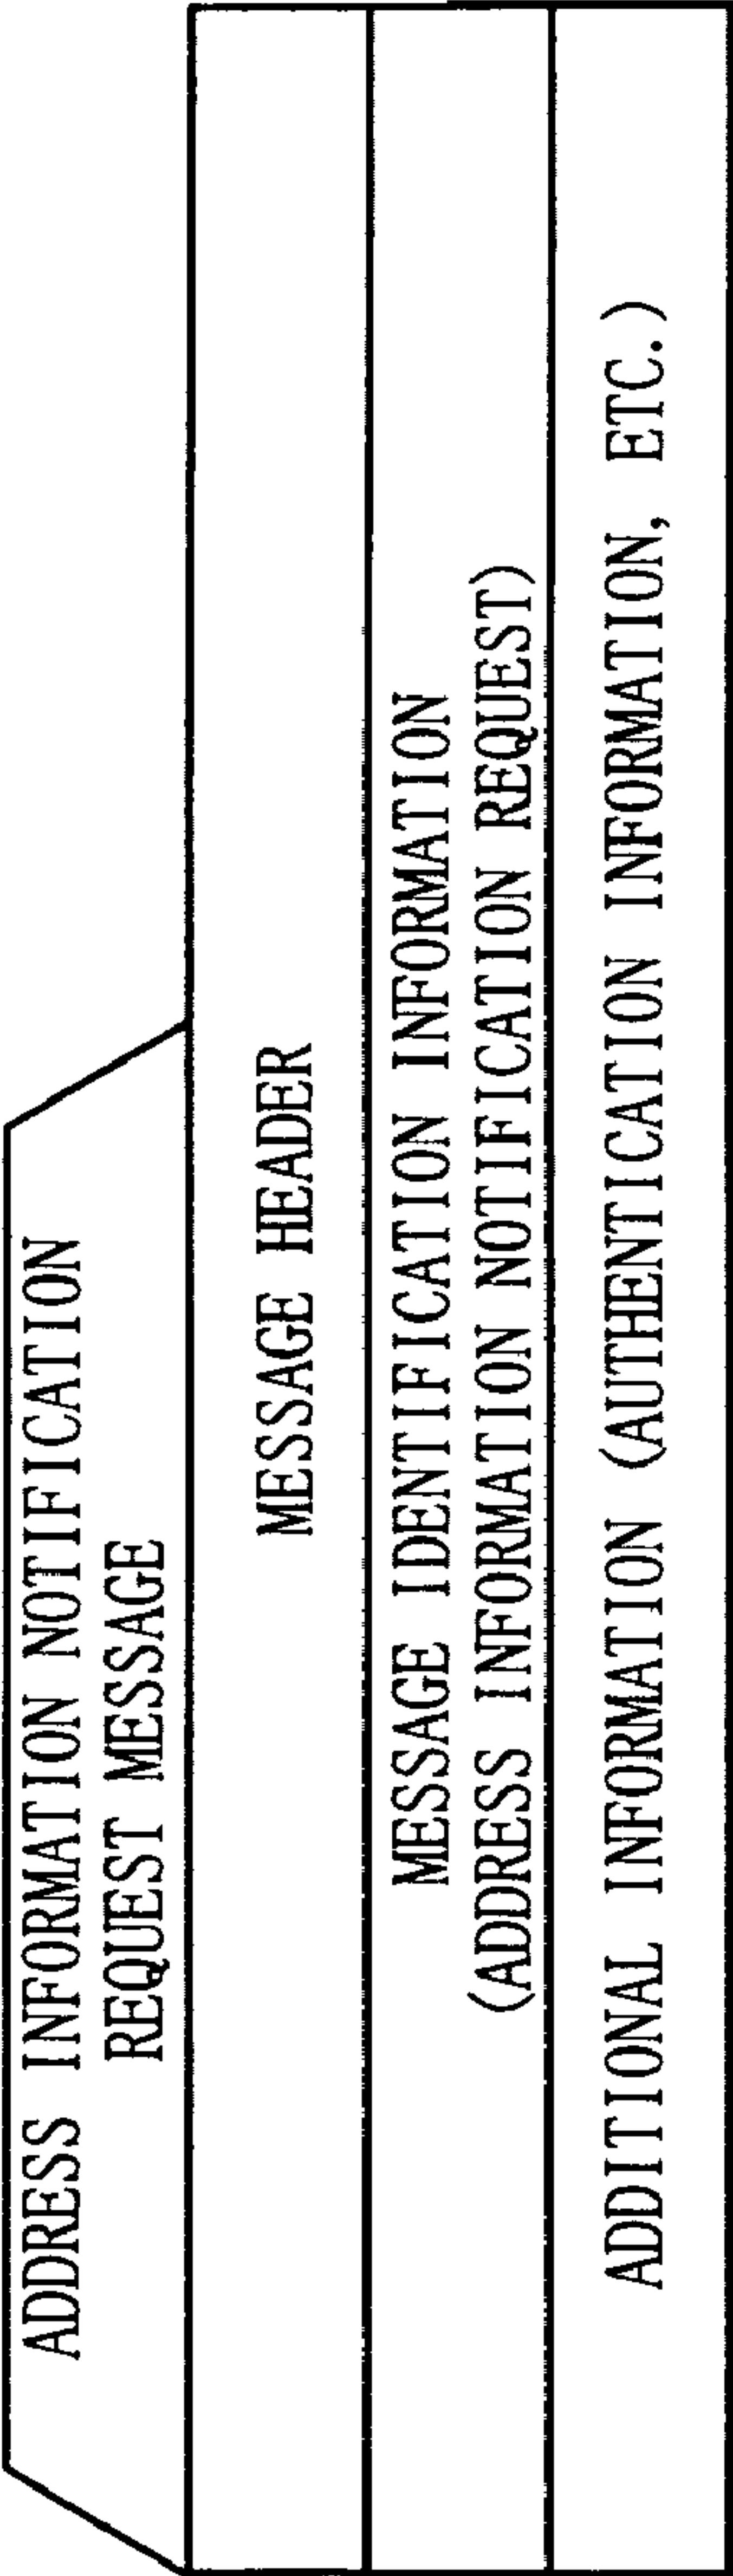 ADDRESS INFORMATION NOTIFICATION
REQUEST MESSAGE
MESSAGE HEADER
MESSAGE IDENTIFICATION INFORMATION
(ADDRESS INFORMATION NOTIFICATION REQUEST)
ADDITIONAL INFORMATION (AUTHENTICATION INFORMATION, ETC.)